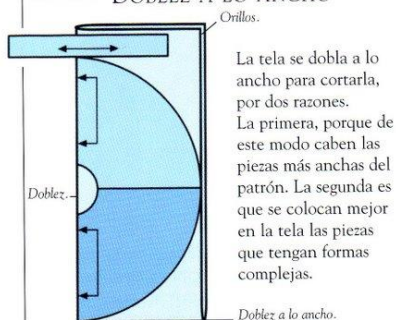 DOBLEZ A LO ANCHO
Orillos.
La tela se dobla a lo
ancho para cortarla,
por dos razones.
La primera, porque de
este modo caben las
piezas más anchas del
patrón. La segunda es
que se colocan mejor
en la tela las piezas
que tengan formas
complejas.
Doblez.
Doblez a lo ancho.